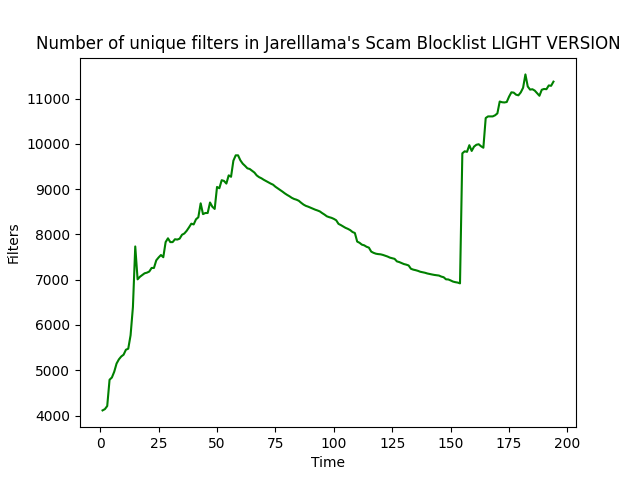 Number of unique filters in Jarelllama's Scam Blocklist LIGHT VERSION
11000
10000
9000
8000
7000
6000
5000
4000
Filters
0 25 50 75 100 125 150 175 200
Time